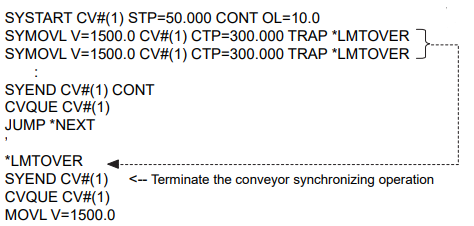 SYSTART CV#(1) STP=50.000 CONT OL=10.0
SYMOVL V=1500.0 CV#(1) CTP=300.000 TRAP *LMTOVER
SYMOVL V=1500.0 CV#(1) CTP=300.000 TRAP *LMTOVER
:
SYEND CV#(1) CONT
CVQUE CV#(1)
JUMP *NEXT
'
*LMTOVER
SYEND CV#(1) <-- Terminate the conveyor synchronizing operation
CVQUE CV#(1)
MOVL V=1500.0